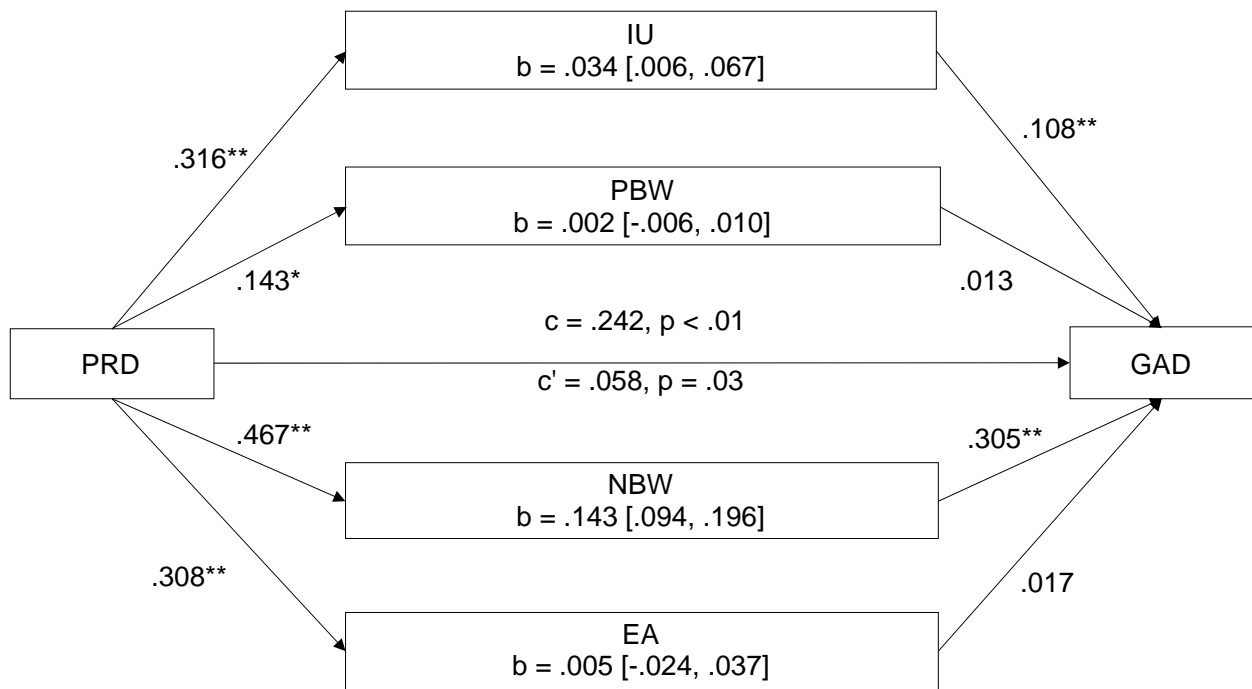 IU
b = .034 [.006, .067]
.316**
.108**
PBW
b = .002 [-.006, .010]
.143*
.013
c = .242, p < .01
PRD
GAD
c' = .058, p = .03
.467**
.305**
NBW
b = .143 [.094, .196]
.308**
.017
EA
b = .005 [-.024, .037]